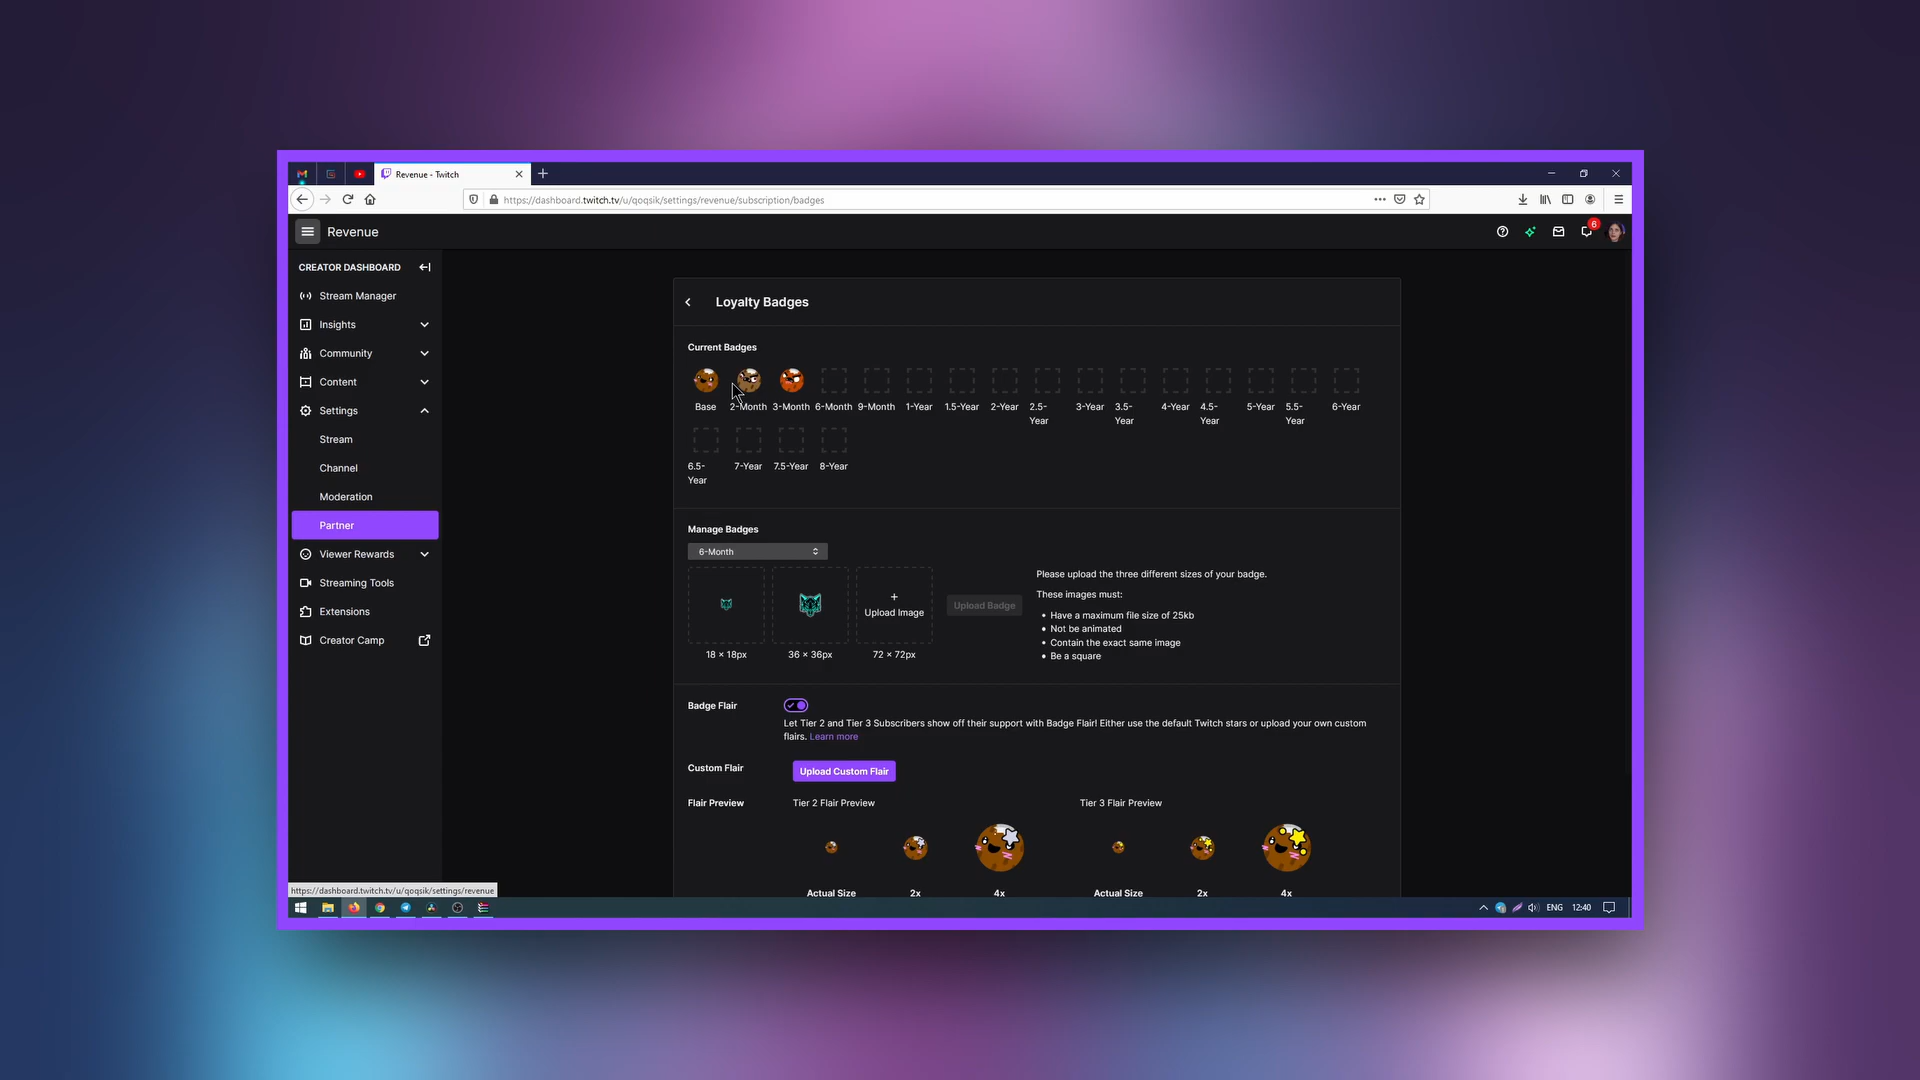 Revenue - Twitch
https://dashboard.twitch.tv/u/qoqsik/settings/revenue/subscription/badges
Revenue
6
CREATOR DASHBOARD
Stream Manager
Insights
Community
Content
Settings
Stream
Channel
Moderation
Partner
Viewer Rewards
Streaming Tools
Extensions
Creator Camp
Loyalty Badges
Current Badges
Base 2-Month 3-Month 6-Month 9-Month 1-Year 1.5-Year 2-Year 2.5-Year 3-Year 3.5-Year 4-Year 4.5-Year 5-Year 5.5-Year 6-Year
6.5-Year 7-Year 7.5-Year 8-Year
Manage Badges
6-Month
+
Upload Image
Upload Badge
18 × 18px 36 × 36px 72 × 72px
Please upload the three different sizes of your badge.
These images must:
• Have a maximum file size of 25kb
• Not be animated
• Contain the exact same image
• Be a square
Badge Flair
Let Tier 2 and Tier 3 Subscribers show off their support with Badge Flair! Either use the default Twitch stars or upload your own custom
flairs. Learn more
Custom Flair Upload Custom Flair
Flair Preview Tier 2 Flair Preview Tier 3 Flair Preview
Actual Size 2x 4x Actual Size 2x 4x
https://dashboard.twitch.tv/u/qoqsik/settings/revenue
ENG 12:40